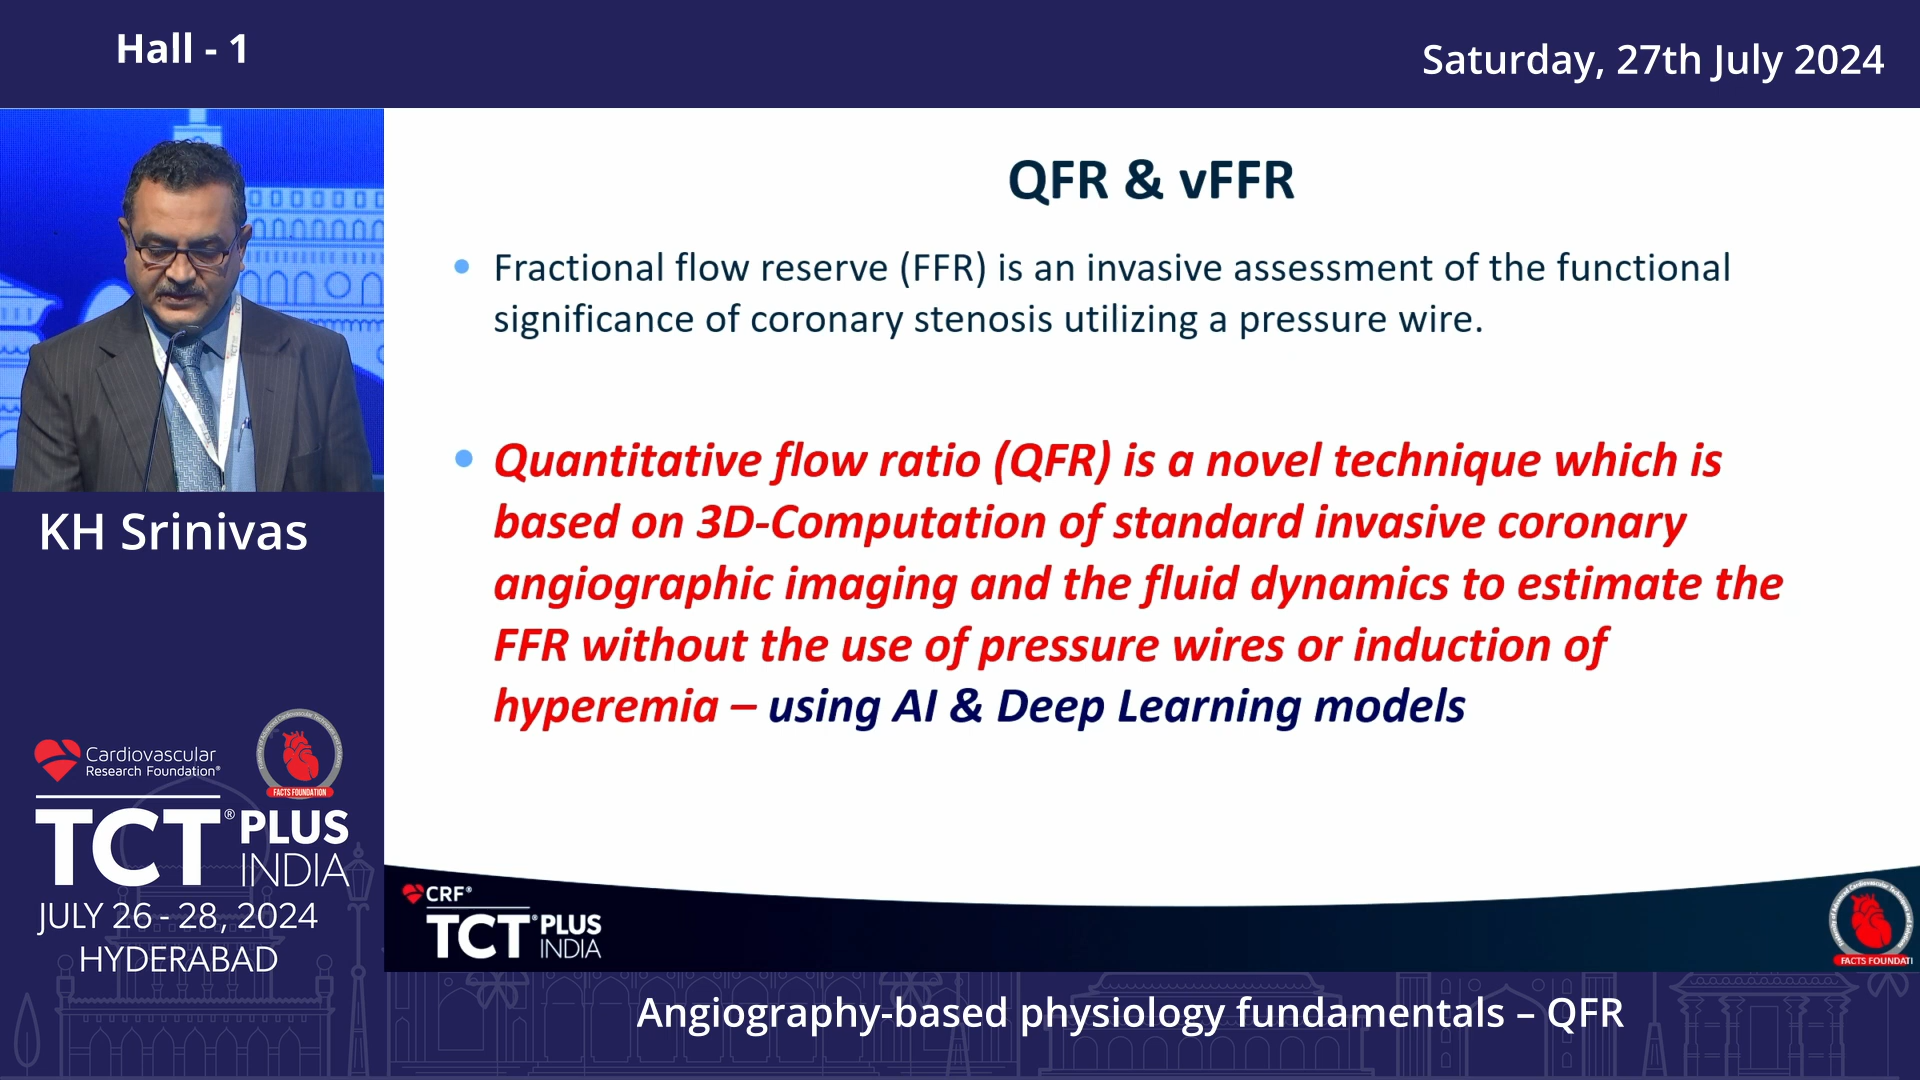 Hall - 1
Saturday, 27th July 2024
QFR & vFFR
Fractional flow reserve (FFR) is an invasive assessment of the functional
significance of coronary stenosis utilizing a pressure wire.
Quantitative flow ratio (QFR) is a novel technique which is
based on 3D-Computation of standard invasive coronary
angiographic imaging and the fluid dynamics to estimate the
FFR without the use of pressure wires or induction of
hyperemia – using AI & Deep Learning models
KH Srinivas
Cardiovascular
Research Foundation®
FACTS FOUNDATION
TCT® PLUS
INDIA
JULY 26 - 28, 2024
HYDERABAD
CRF®
TCT® PLUS
INDIA
FACTS FOUNDATI
Angiography-based physiology fundamentals – QFR